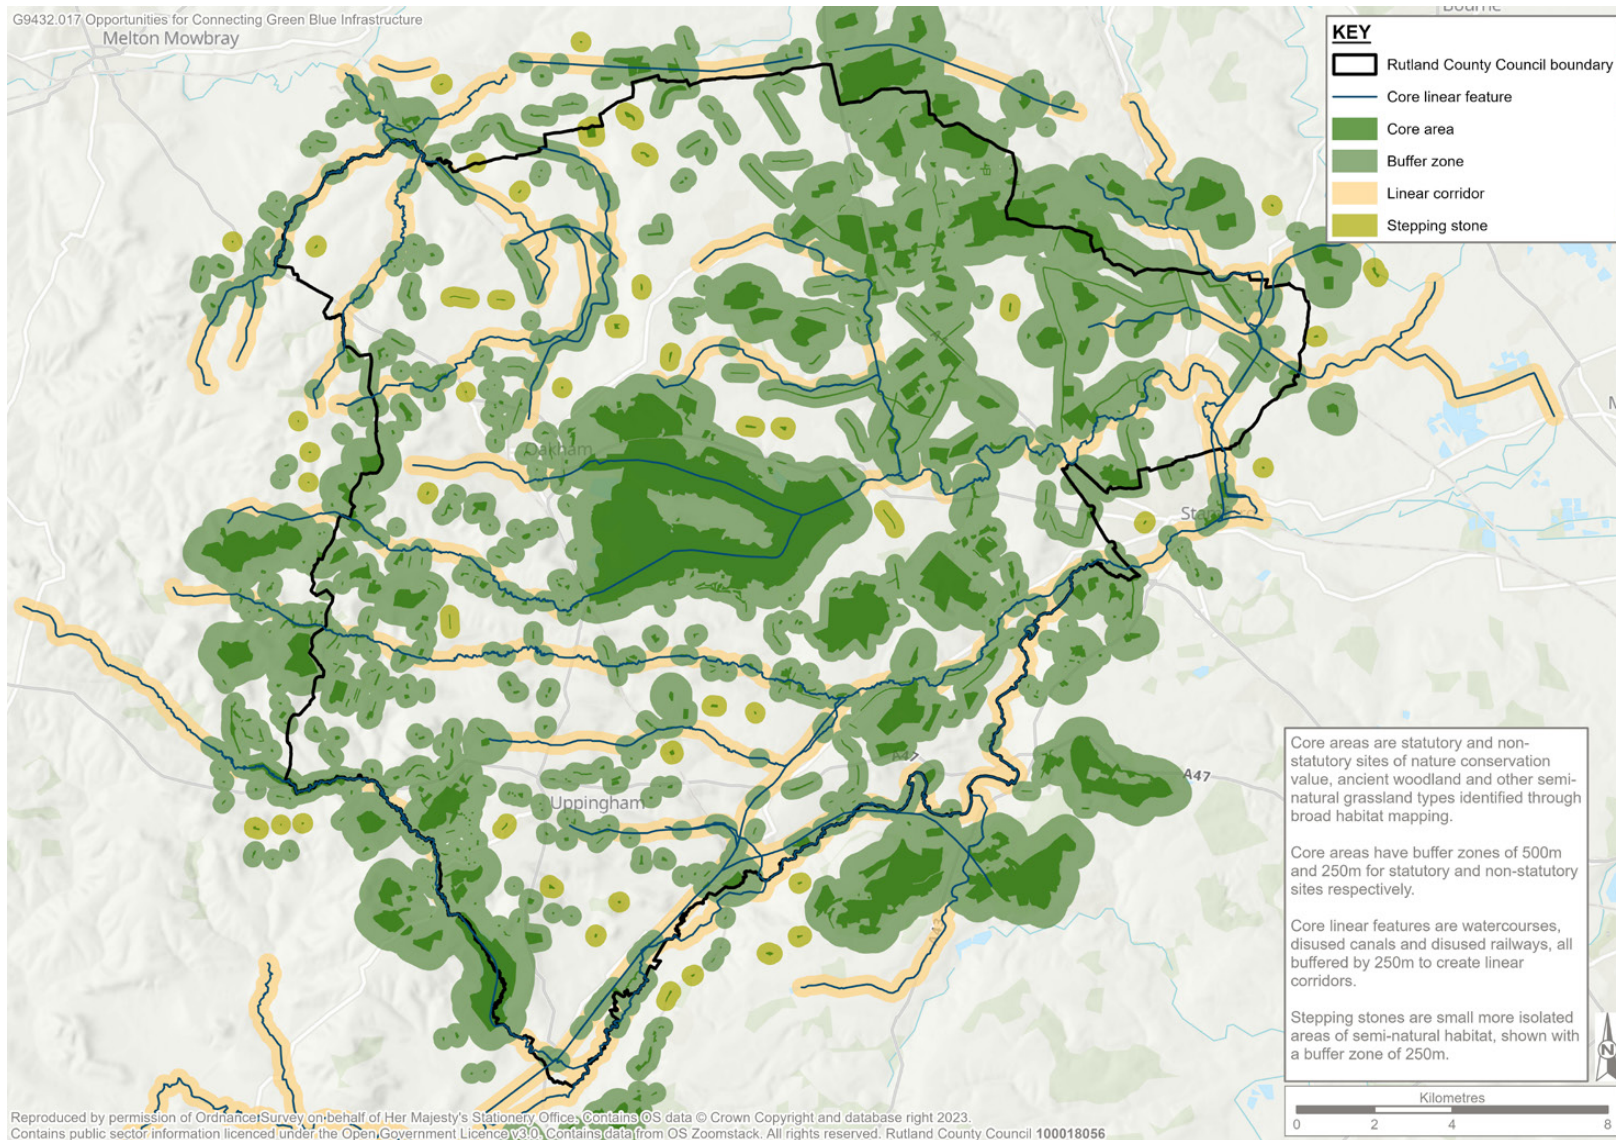 G9432.017 Opportunities for Connecting Green Blue Infrastructure
Melton Mowbray
Bourne
KEY
Rutland County Council boundary
Core linear feature
Core area
Buffer zone
Linear corridor
Stepping stone
Oakham
A47
A47
Uppingham
A43
Core areas are statutory and non-
statutory sites of nature conservation
value, ancient woodland and other semi-
natural grassland types identified through
broad habitat mapping.
Core areas have buffer zones of 500m
and 250m for statutory and non-statutory
sites respectively.
Core linear features are watercourses,
disused canals and disused railways, all
buffered by 250m to create linear
corridors.
Stepping stones are small more isolated
areas of semi-natural habitat, shown with
a buffer zone of 250m.
N
Kilometres
0 2 4 8
Reproduced by permission of Ordnance Survey on behalf of Her Majesty's Stationery Office. Contains OS data © Crown Copyright and database right 2023.
Contains public sector information licenced under the Open Government Licence v3.0. Contains data from OS Zoomstack. All rights reserved. Rutland County Council 100018056